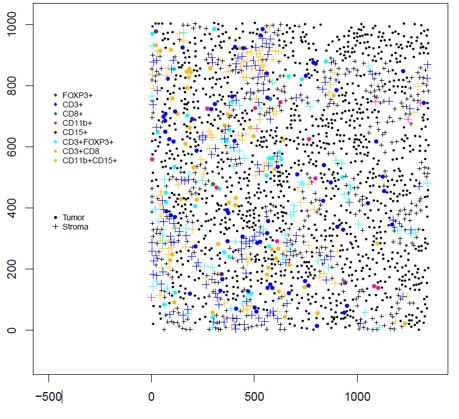 1000
800
600
400
200
0
FOXP3+
CD3+
CD8+
CD11b+
CD15+
CD3+FOXP3+
CD3+CD8
CD11b+CD15+
Tumor
Stroma
-500 0 500 1000